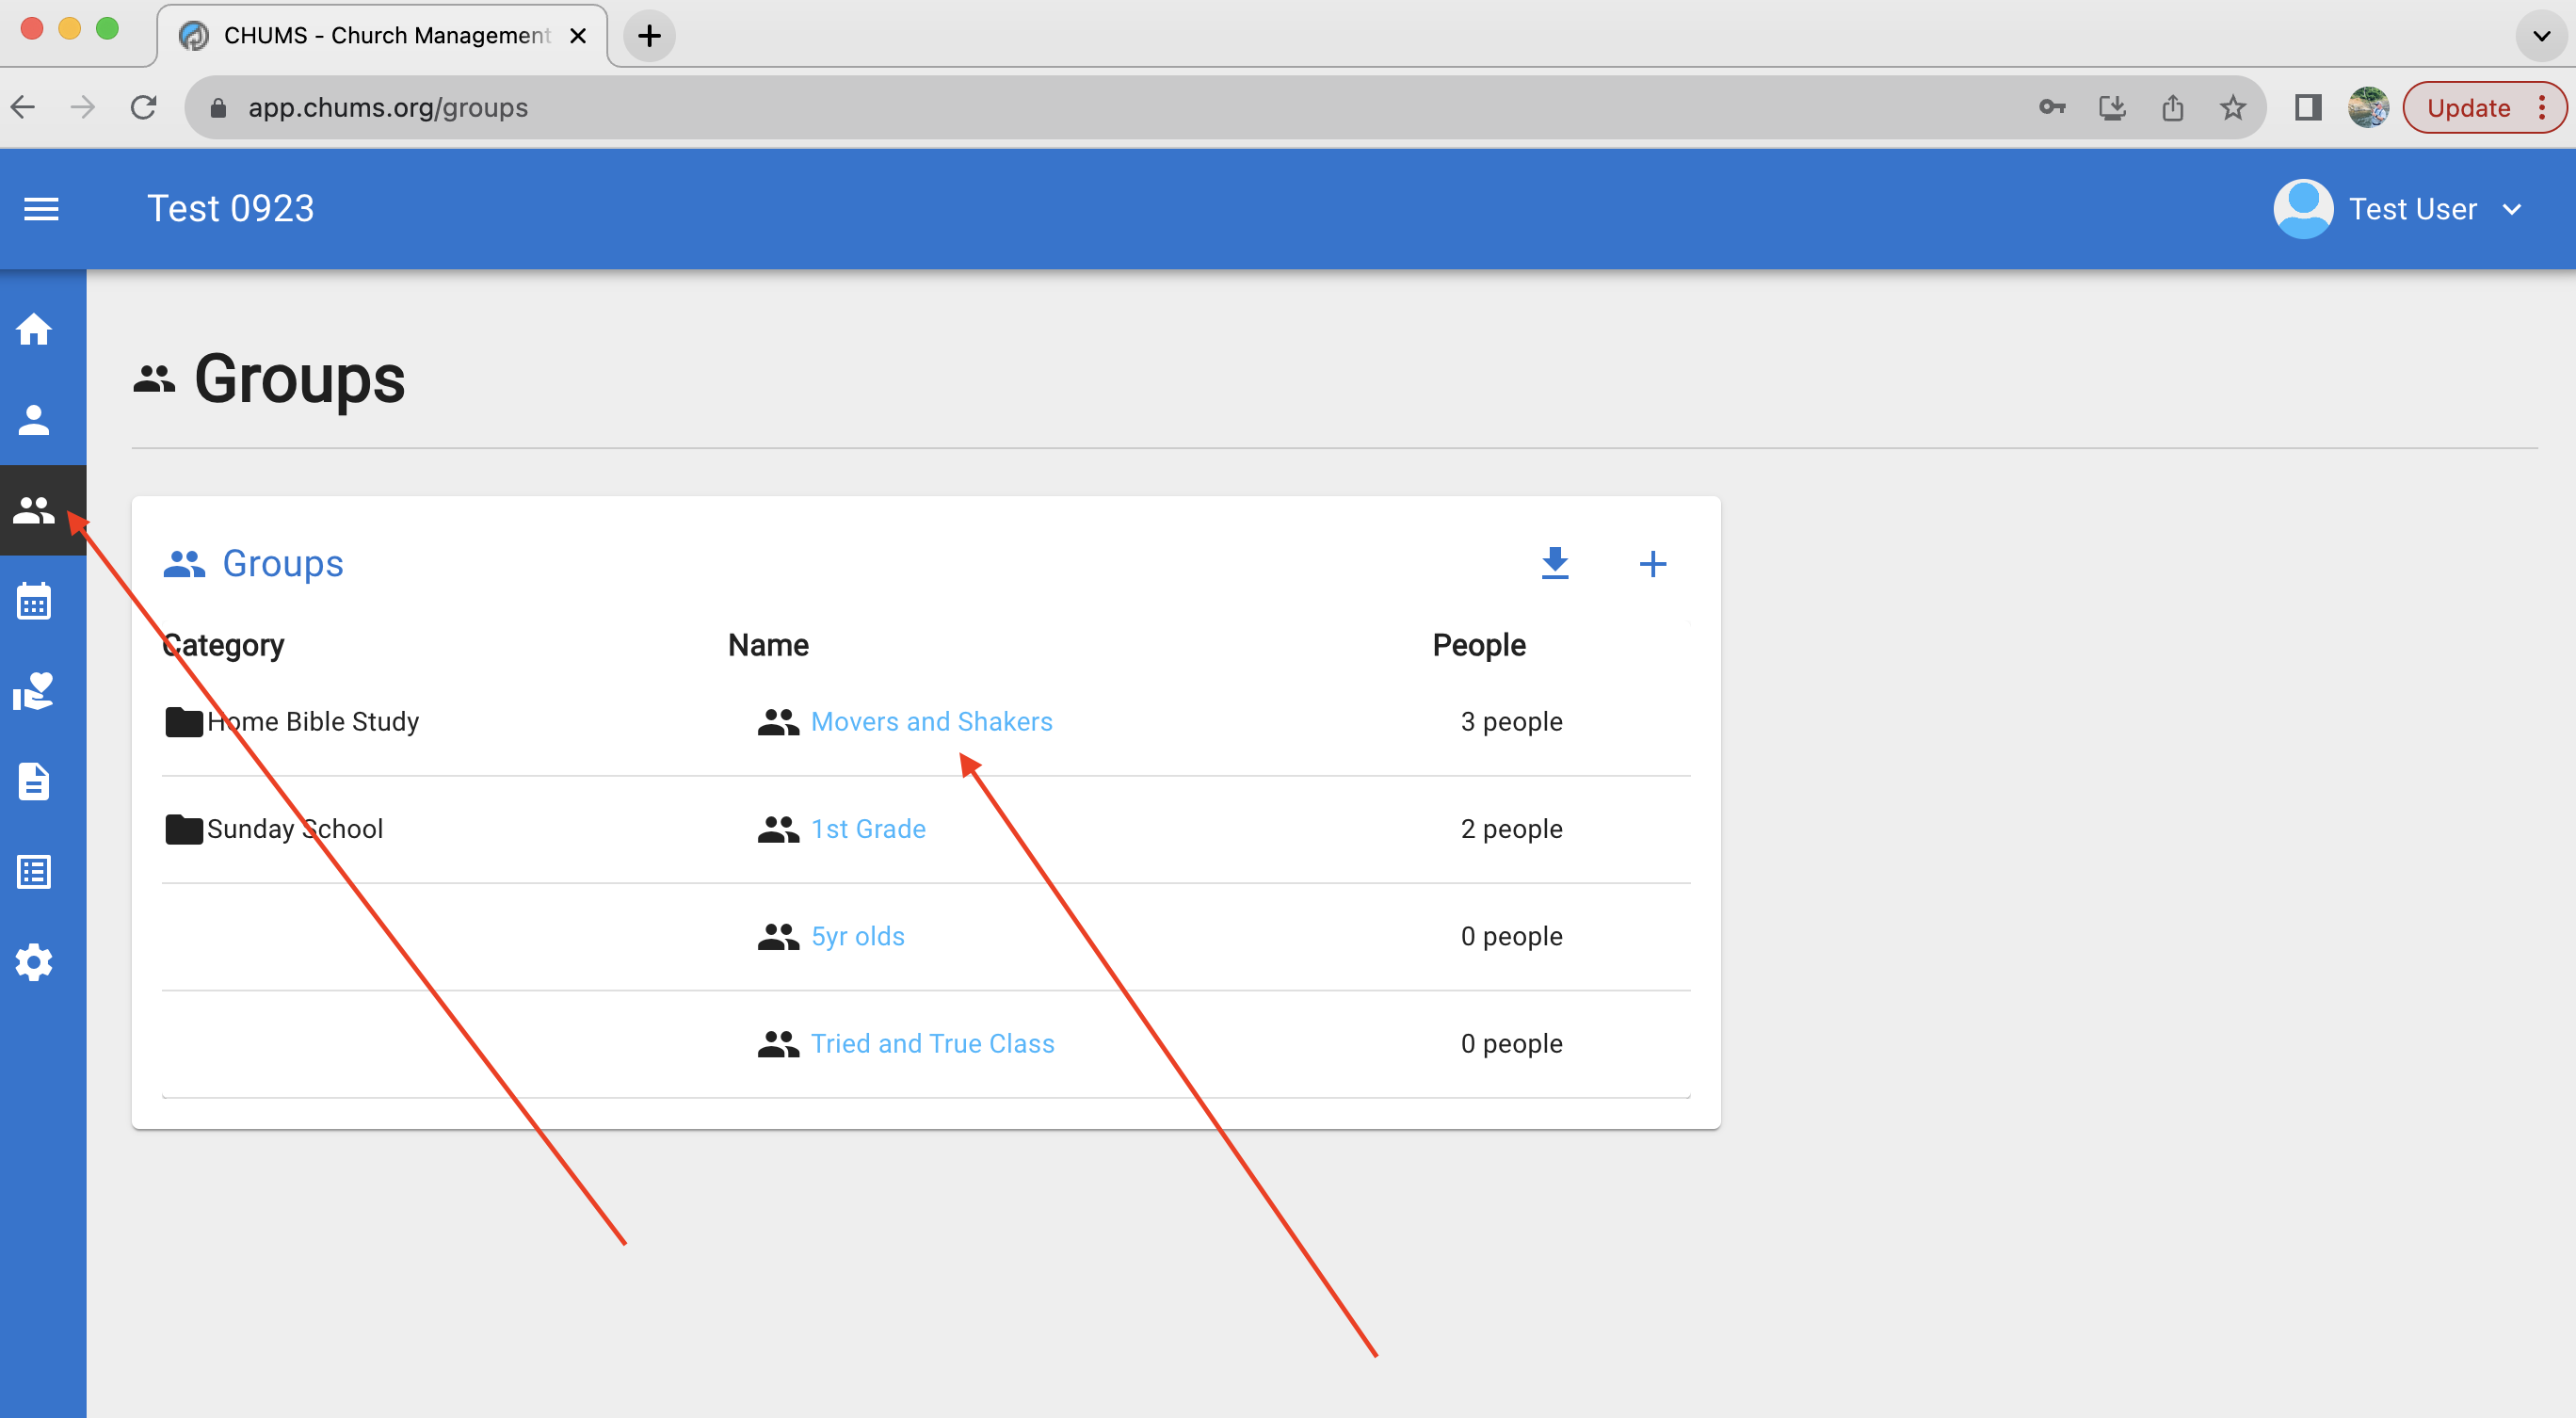 CHUMS - Church Management
app.chums.org/groups
Update
Test 0923
Test User
Groups
Groups
Category Name People
Home Bible Study Movers and Shakers 3 people
Sunday School 1st Grade 2 people
5yr olds 0 people
Tried and True Class 0 people